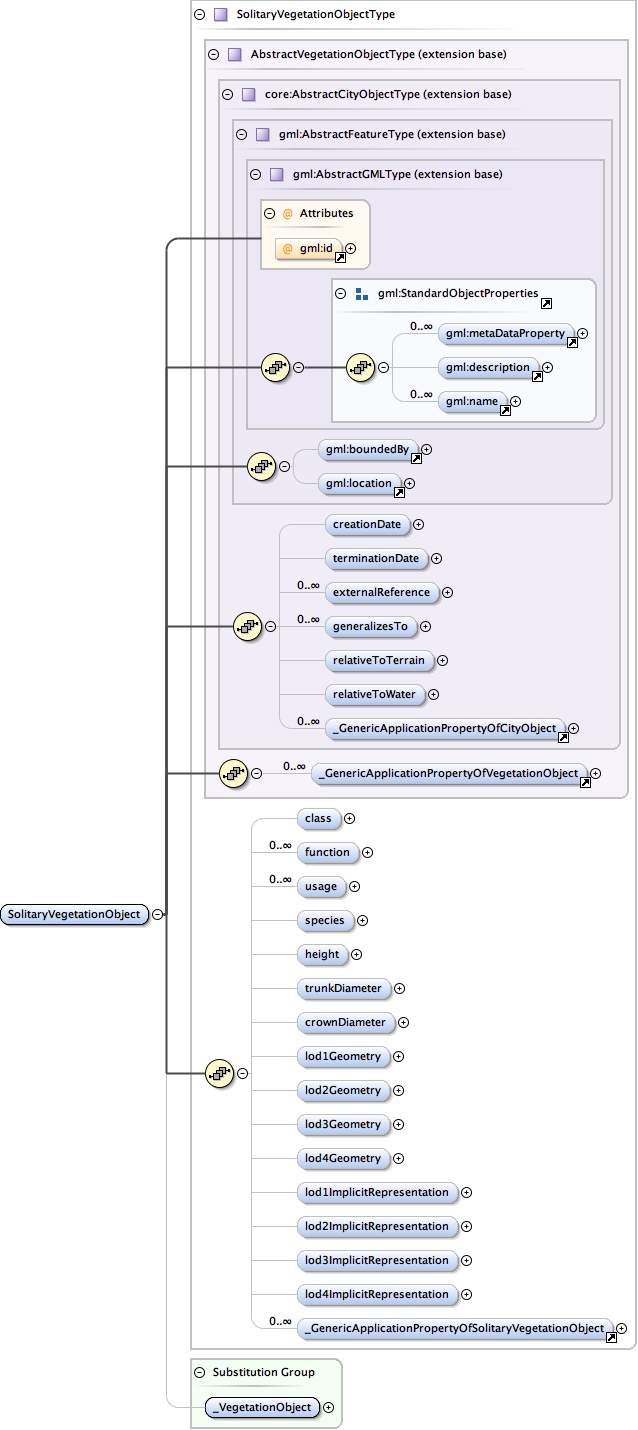 SolitaryVegetationObjectType
AbstractVegetationObjectType (extension base)
core:AbstractCityObjectType (extension base)
gml:AbstractFeatureType (extension base)
gml:AbstractGMLType (extension base)
@ Attributes
@ gml:id
gml:StandardObjectProperties
0..∞ gml:metaDataProperty
gml:description
0..∞ gml:name
gml:boundedBy
gml:location
creationDate
terminationDate
0..∞ externalReference
0..∞ generalizesTo
relativeToTerrain
relativeToWater
0..∞ _GenericApplicationPropertyOfCityObject
0..∞ _GenericApplicationPropertyOfVegetationObject
class
0..∞ function
0..∞ usage
SolitaryVegetationObject
species
height
trunkDiameter
crownDiameter
lod1Geometry
lod2Geometry
lod3Geometry
lod4Geometry
lod1ImplicitRepresentation
lod2ImplicitRepresentation
lod3ImplicitRepresentation
lod4ImplicitRepresentation
0..∞ _GenericApplicationPropertyOfSolitaryVegetationObject
Substitution Group
_VegetationObject